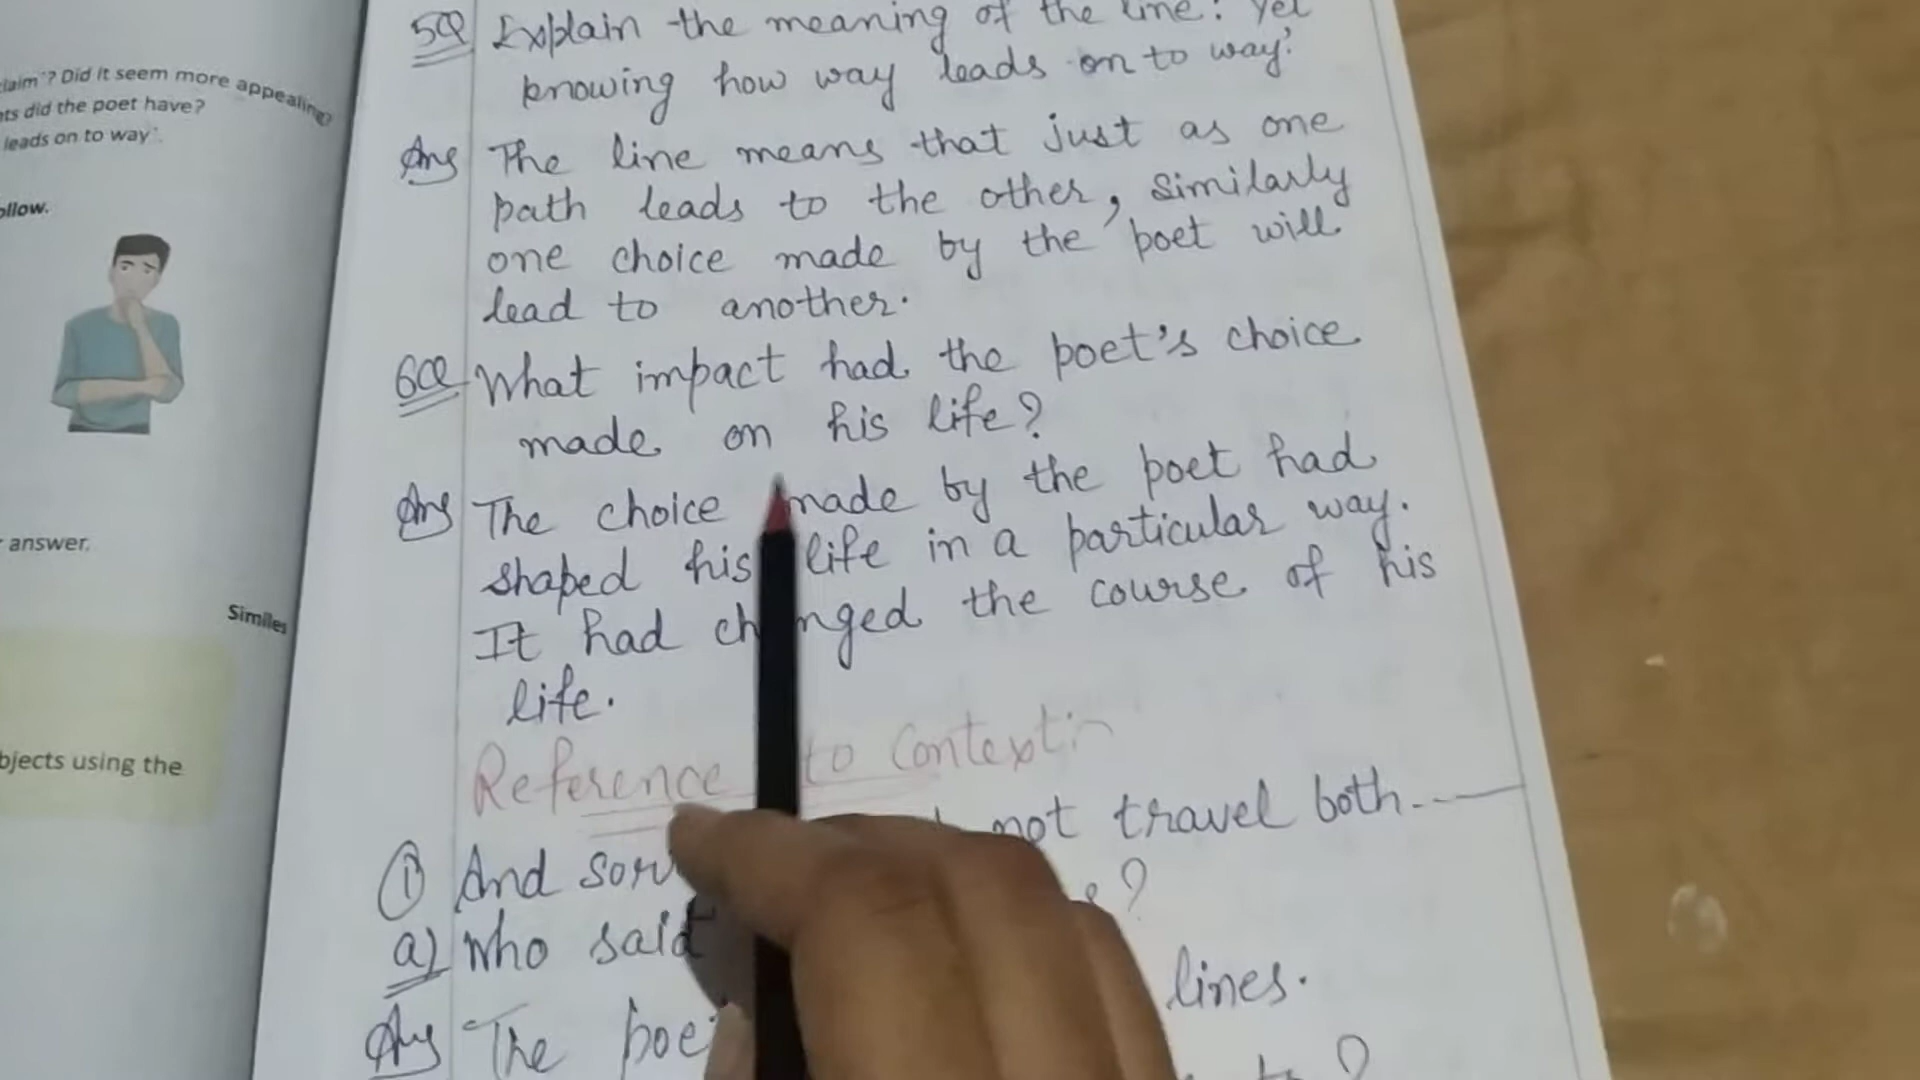 claim'? Did it seem more appealing?
ts did the poet have?
leads on to way'.
ollow.
answer.
Similes
bjects using the
5Q Explain the meaning of the line: 'Yet
knowing how way leads on to way'.
Ans The line means that just as one
path leads to the other, similarly
one choice made by the poet will
lead to another.
6Q What impact had the poet's choice
made on his life?
Ans The choice made by the poet had
shaped his life in a particular way.
It had changed the course of his
life.
Reference to Context
① And not travel both
a) Who said ?
Ans The lines.
?